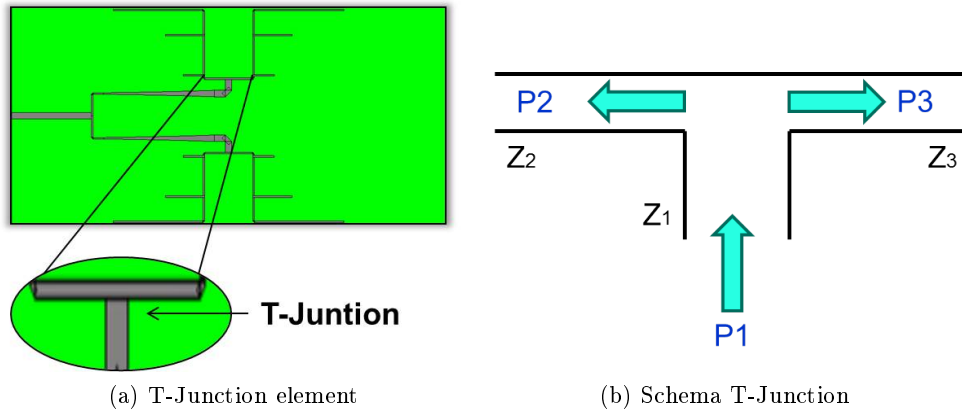 T-Juntion
(a) T-Junction element
P2
P3
Z2
Z3
Z1
P1
(b) Schema T-Junction